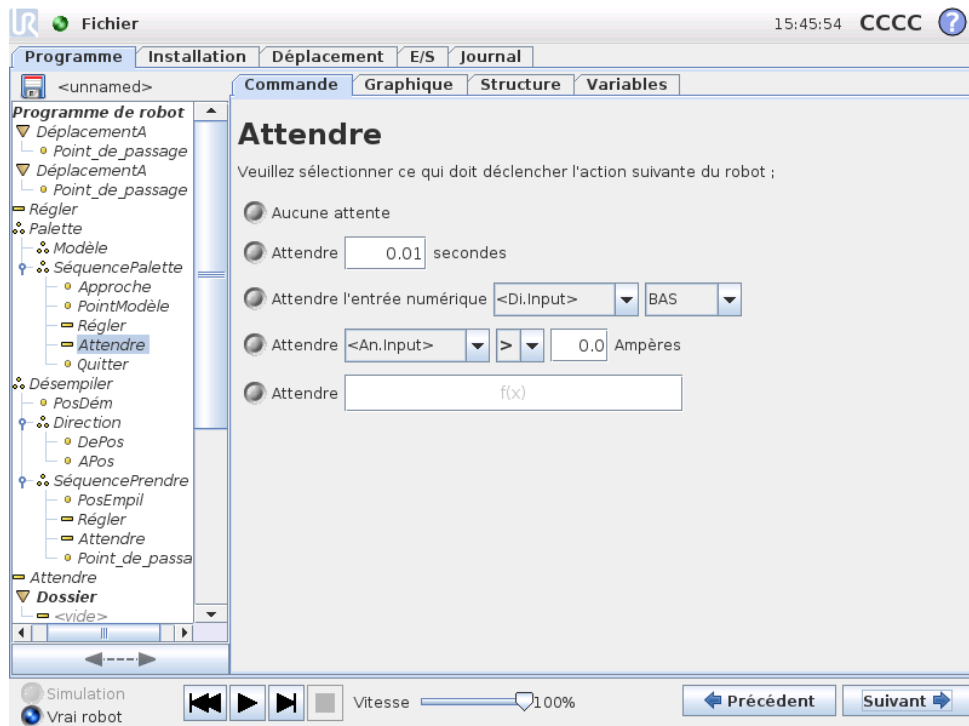 UR Fichier 15:45:54 CCCC ?
Programme Installation Déplacement E/S Journal
<unnamed>
Commande Graphique Structure Variables
Programme de robot
DéplacementA
Point_de_passage
DéplacementA
Point_de_passage
Régler
Palette
Modèle
SéquencePalette
Approche
PointModèle
Régler
Attendre
Quitter
Désempiler
PosDém
Direction
DePos
APos
SéquencePrendre
PosEmpil
Régler
Attendre
Point_de_passa
Attendre
Dossier
<vide>
Attendre
Veuillez sélectionner ce qui doit déclencher l'action suivante du robot ;
Aucune attente
Attendre 0.01 secondes
Attendre l'entrée numérique <Di.Input> BAS
Attendre <An.Input> > 0.0 Ampères
Attendre f(x)
Simulation
Vrai robot
Vitesse 100%
Précédent Suivant